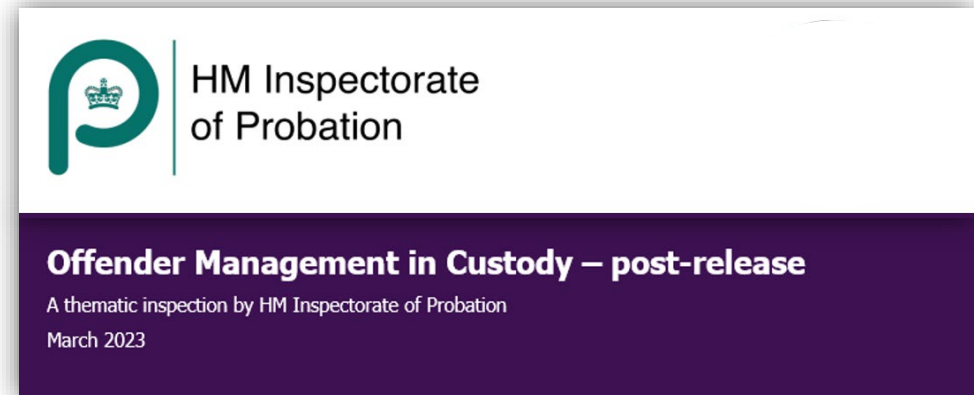 HM Inspectorate
of Probation
Offender Management in Custody – post-release
A thematic inspection by HM Inspectorate of Probation
March 2023